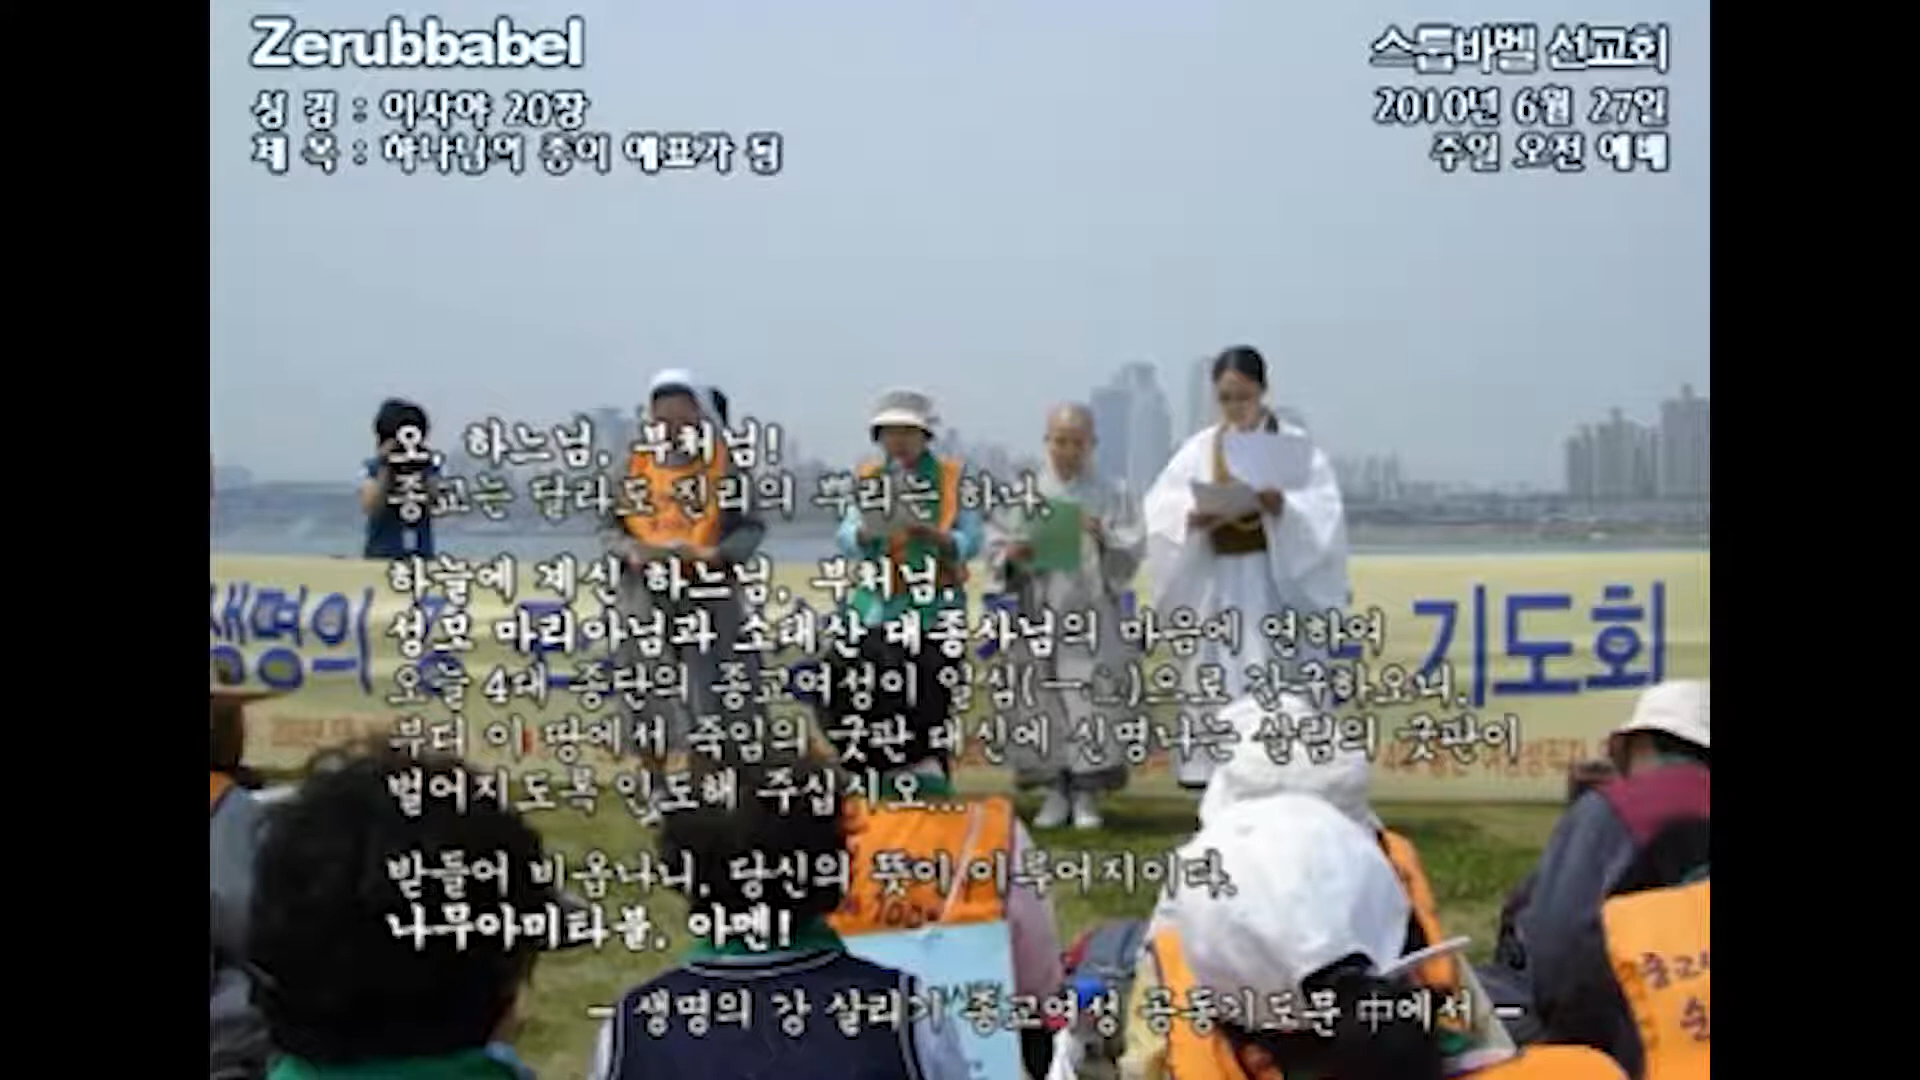 Zerubbabel
스톱바벨 선교회
성 경 : 이사야 20장
2010년 6월 27일
제 목 : 하나님의 종이 예표가 됨
주일 오전 예배
오, 하느님, 부처님!
종교는 달라도 진리의 뿌리는 하나.
하늘에 계신 하느님, 부처님,
성모 마리아님과 소태산 대종사님의 마음에 연하여
오늘 4대 종단의 종교여성이 일심(一心)으로 간구하오니,
부디 이 땅에서 죽임의 굿판 대신에 신명나는 살림의 굿판이
벌어지도록 인도해 주십시오...
받들어 비옵나니, 당신의 뜻이 이루어지이다.
나무아미타불, 아멘!
– 생명의 강 살리기 종교여성 공동기도문 中에서 –
생명의
기도회